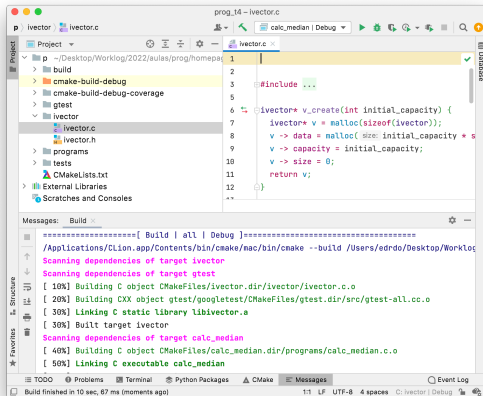 prog_t4 – ivector.c
p
ivector
ivector.c
calc_median | Debug
Project
Project
ivector.c
Database
p ~/Desktop/Worklog/2022/aulas/prog/homepag
build
cmake-build-debug
cmake-build-debug-coverage
gtest
ivector
ivector.c
ivector.h
programs
tests
CMakeLists.txt
External Libraries
Scratches and Consoles
1
2
3 #include ...
5
6 ivector* v_create(int initial_capacity) {
7 ivector* v = malloc(sizeof(ivector));
8 v -> data = malloc( size: initial_capacity * s
9 v -> capacity = initial_capacity;
10 v -> size = 0;
11 return v;
12 }
13
Messages: Build
=====================[ Build | all | Debug ]=====================================
/Applications/CLion.app/Contents/bin/cmake/mac/bin/cmake --build /Users/edrdo/Desktop/Worklog
Scanning dependencies of target ivector
Scanning dependencies of target gtest
[ 10%] Building C object CMakeFiles/ivector.dir/ivector/ivector.c.o
[ 20%] Building CXX object gtest/googletest/CMakeFiles/gtest.dir/src/gtest-all.cc.o
[ 30%] Linking C static library libivector.a
[ 30%] Built target ivector
Scanning dependencies of target calc_median
[ 40%] Building C object CMakeFiles/calc_median.dir/programs/calc_median.c.o
[ 50%] Linking C executable calc_median
Structure
Favorites
TODO Problems Terminal Python Packages CMake Messages Event Log
Build finished in 10 sec, 67 ms (moments ago) 1:1 LF UTF-8 4 spaces C: ivector | Debug